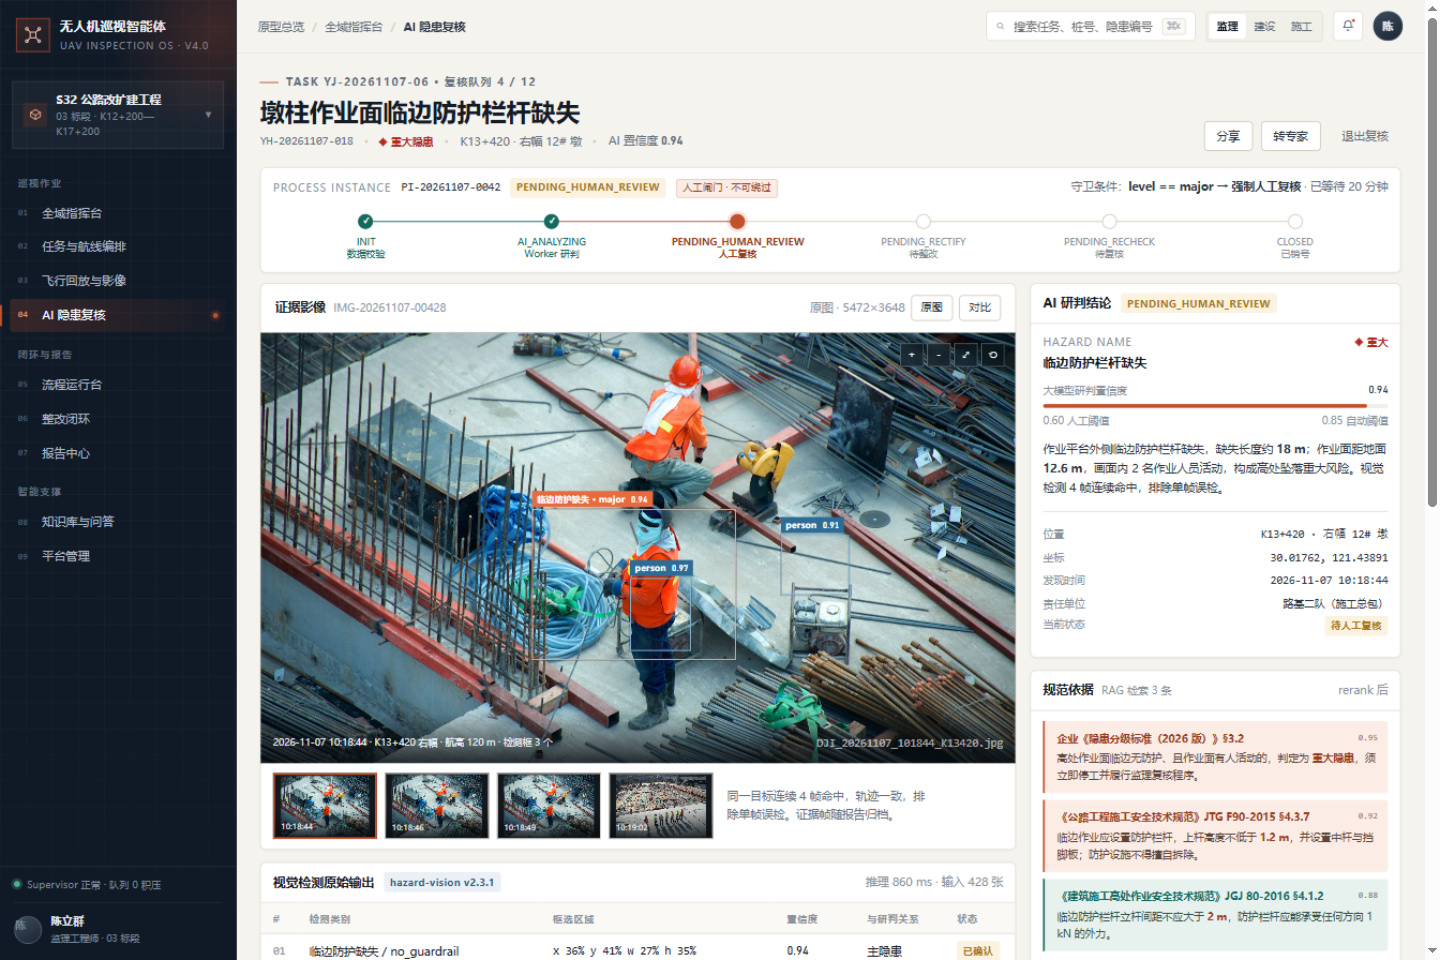 无人机巡视智能体
UAV INSPECTION OS · V4.0
S32 公路改扩建工程
03 标段 · K12+200—
K17+200
巡视作业
01 全域指挥台
02 任务与航线编排
03 飞行回放与影像
04 AI 隐患复核
闭环与报告
05 流程运行台
06 整改闭环
07 报告中心
智能支撑
08 知识库与问答
09 平台管理
Supervisor 正常 · 队列 0 积压
陈
陈立群
监理工程师 · 03 标段
原型总览 / 全域指挥台 / AI 隐患复核
搜索任务、桩号、隐患编号 ⌘K
监理 建设 施工
陈
TASK YJ-20261107-06 • 复核队列 4 / 12
墩柱作业面临边防护栏杆缺失
YH-20261107-018 · ◆ 重大隐患 · K13+420 · 右幅 12# 墩 · AI 置信度 0.94
分享 转专家 退出复核
PROCESS INSTANCE PI-20261107-0042 PENDING_HUMAN_REVIEW 人工闸门 · 不可绕过
守卫条件：level == major → 强制人工复核 · 已等待 20 分钟
INIT
数据校验
AI_ANALYZING
Worker 研判
PENDING_HUMAN_REVIEW
人工复核
PENDING_RECTIFY
待整改
PENDING_RECHECK
待复核
CLOSED
已销号
证据影像 IMG-20261107-00428
原图 · 5472×3648 原图 对比
+ - ⤢ ⟲
临边防护缺失 • major 0.94
person 0.91
person 0.97
2026-11-07 10:18:44 · K13+420 右幅 · 航高 120 m · 检测框 3 个
DJI_20261107_101844_K13420.jpg
10:18:44
10:18:46
10:18:49
10:19:02
同一目标连续 4 帧命中，轨迹一致，排
除单帧误检。证据帧随报告归档。
视觉检测原始输出 hazard-vision v2.3.1
推理 860 ms · 输入 428 张
# 检测类别 框选区域 置信度 与研判关系 状态
01 临边防护缺失 / no_guardrail x 36% y 41% w 27% h 35% 0.94 主隐患 已确认
AI 研判结论 PENDING_HUMAN_REVIEW
HAZARD NAME ◆ 重大
临边防护栏杆缺失
大模型研判置信度 0.94
0.60 人工阈值 0.85 自动阈值
作业平台外侧临边防护栏杆缺失，缺失长度约 18 m；作业面距地面
12.6 m，画面内 2 名作业人员活动，构成高处坠落重大风险。视觉
检测 4 帧连续命中，排除单帧误检。
位置 K13+420 · 右幅 12# 墩
坐标 30.01762, 121.43891
发现时间 2026-11-07 10:18:44
责任单位 路基二队（施工总包）
当前状态 待人工复核
规范依据 RAG 检索 3 条 rerank 后
企业《隐患分级标准（2026 版）》§3.2 0.95
高处作业面临边无防护、且作业面有人活动的，判定为 重大隐患，须
立即停工并履行监理复核程序。
《公路工程施工安全技术规范》JTG F90-2015 §4.3.7 0.92
临边作业应设置防护栏杆，上杆高度不低于 1.2 m，并设置中杆与挡
脚板；防护设施不得擅自拆除。
《建筑施工高处作业安全技术规范》JGJ 80-2016 §4.1.2 0.88
临边防护栏杆立杆间距不应大于 2 m，防护栏杆应能承受任何方向 1
kN 的外力。